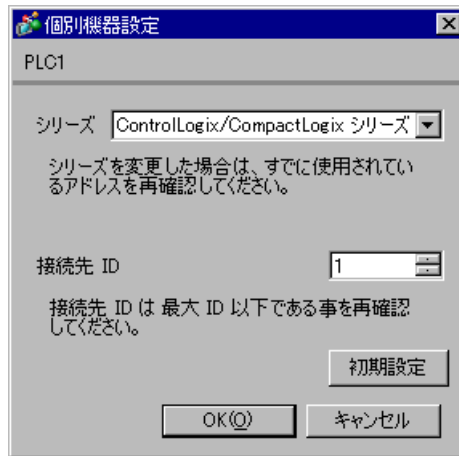 個別機器設定
PLC1
シリーズ ControlLogix/CompactLogix シリーズ
シリーズを変更した場合は、すでに使用されてい
るアドレスを再確認してください。
接続先 ID 1
接続先 ID は 最大 ID 以下である事を再確認
してください。
初期設定
OK(O) キャンセル